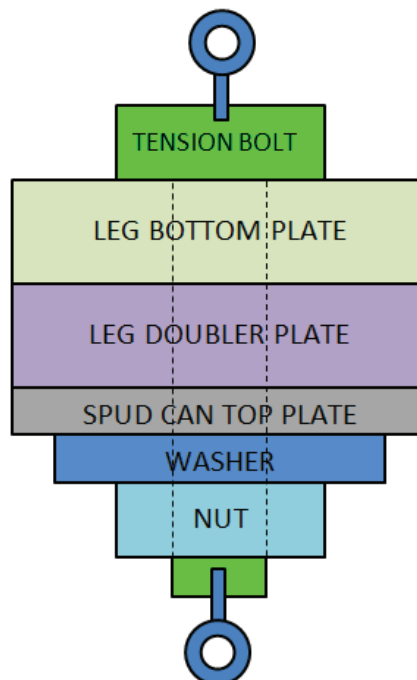 TENSION BOLT
LEG BOTTOM PLATE
LEG DOUBLER PLATE
SPUD CAN TOP PLATE
WASHER
NUT